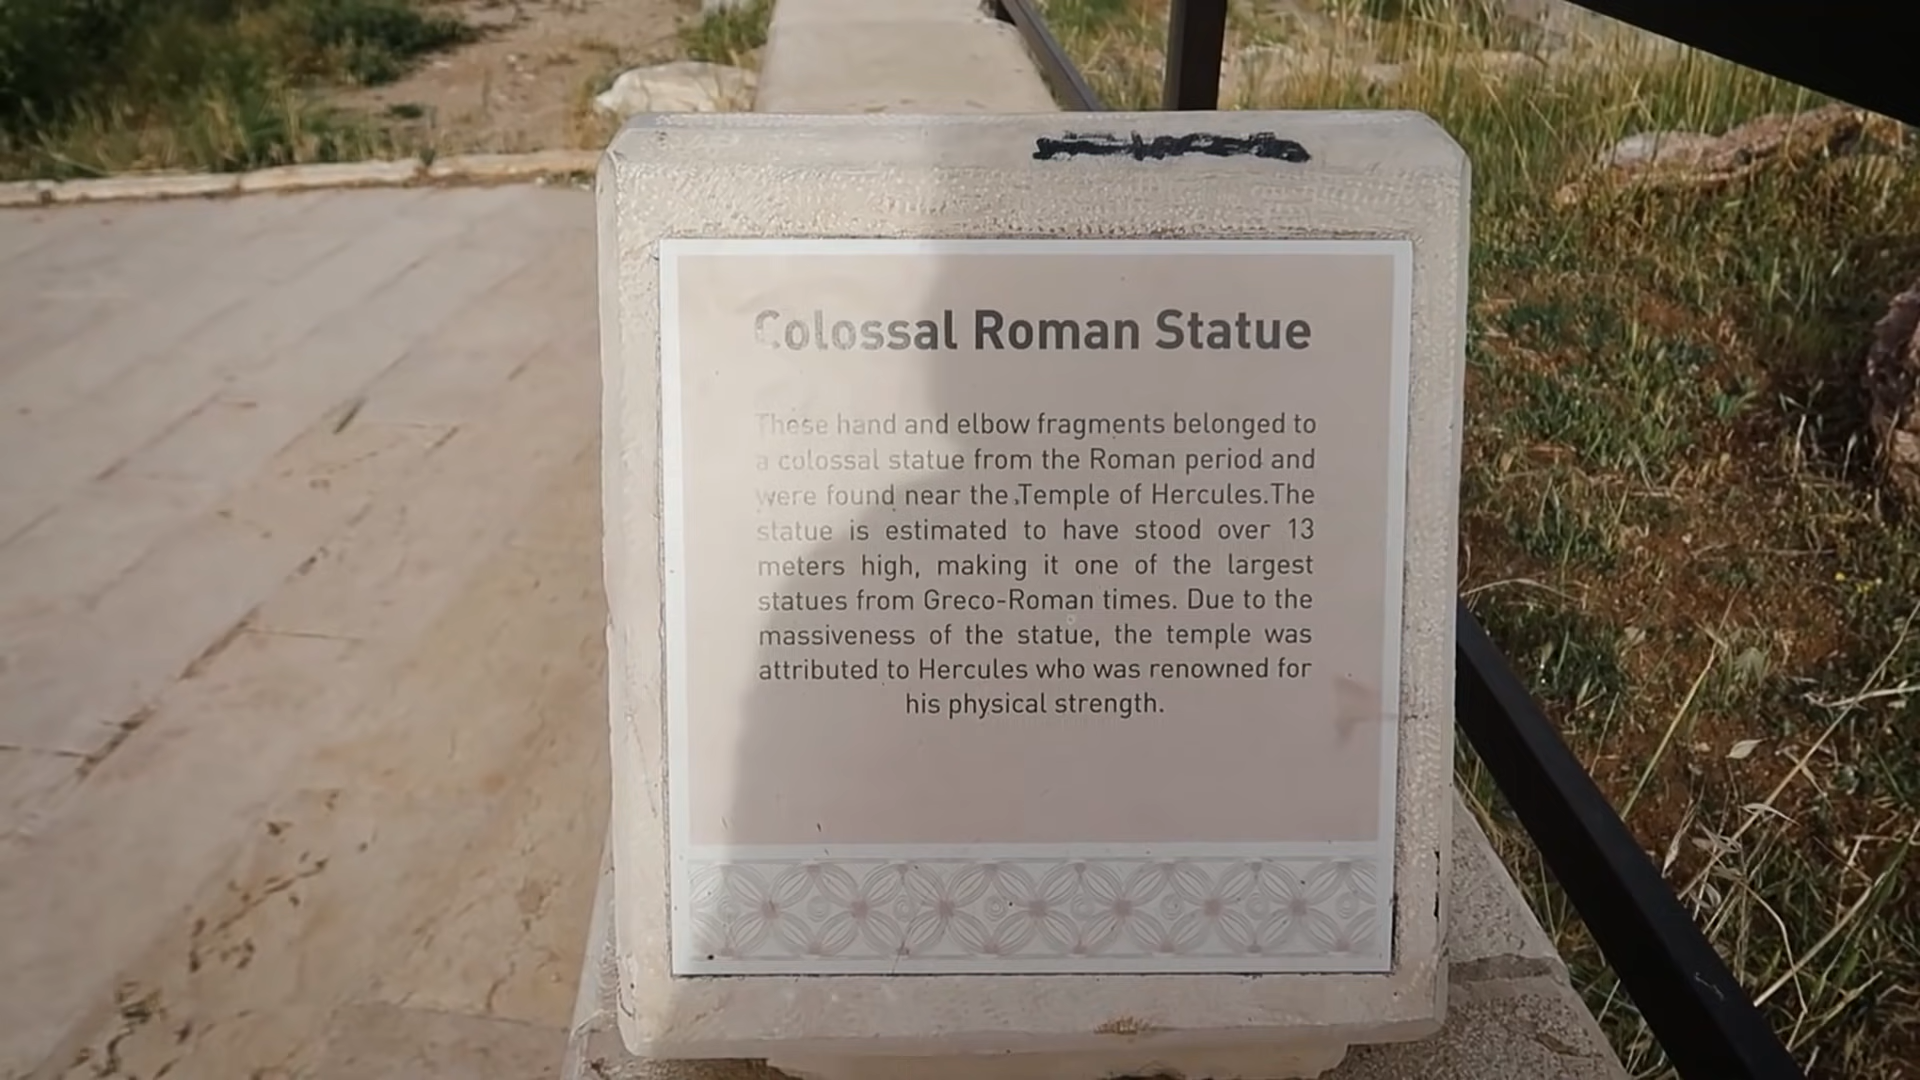 Colossal Roman Statue
These hand and elbow fragments belonged to
a colossal statue from the Roman period and
were found near the Temple of Hercules.The
statue is estimated to have stood over 13
meters high, making it one of the largest
statues from Greco-Roman times. Due to the
massiveness of the statue, the temple was
attributed to Hercules who was renowned for
his physical strength.